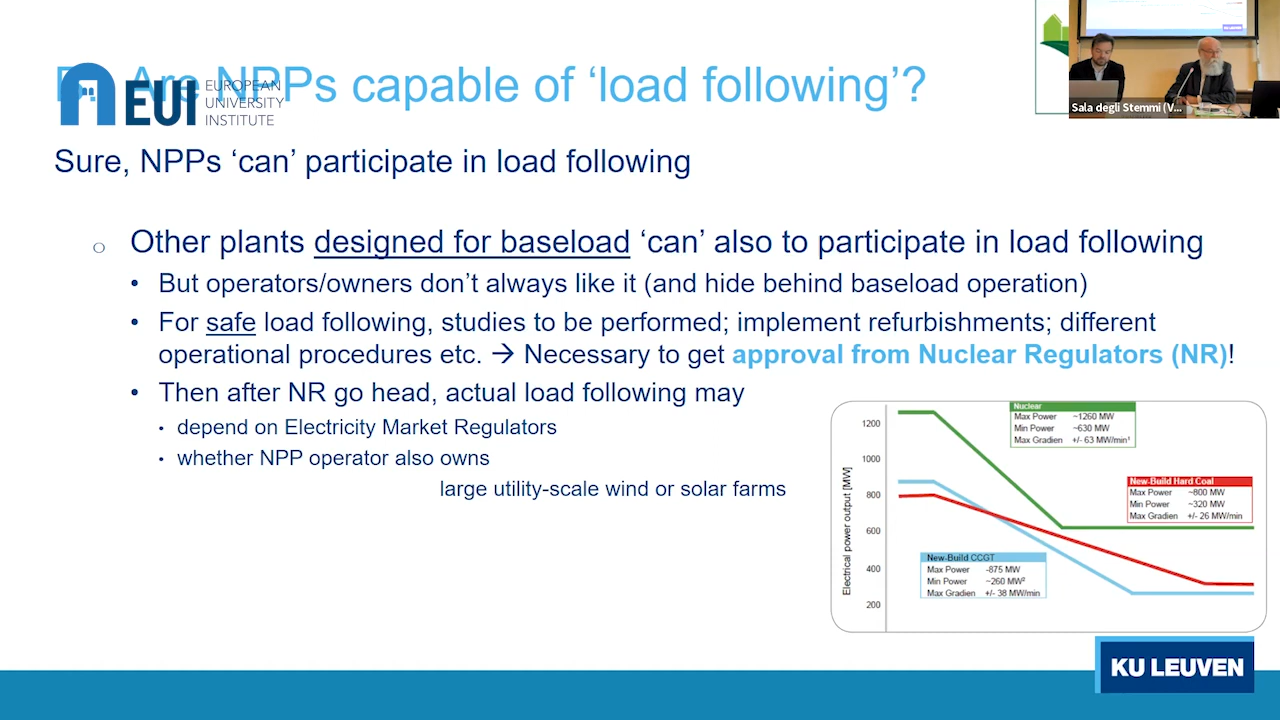 Are NPPs capable of ‘load following’?
EUI
EUROPEAN
UNIVERSITY
INSTITUTE
Sala degli Stemmi (V...
Sure, NPPs ‘can’ participate in load following
○ Other plants designed for baseload ‘can’ also to participate in load following
• But operators/owners don’t always like it (and hide behind baseload operation)
• For safe load following, studies to be performed; implement refurbishments; different
operational procedures etc. → Necessary to get approval from Nuclear Regulators (NR)!
• Then after NR go head, actual load following may
• depend on Electricity Market Regulators
• whether NPP operator also owns
large utility-scale wind or solar farms
Electrical power output [MW]
1200
1000
800
600
400
200
Nuclear
Max Power ~1260 MW
Min Power ~630 MW
Max Gradien +/- 63 MW/min¹
New-Build Hard Coal
Max Power ~800 MW
Min Power ~320 MW
Max Gradien +/- 26 MW/min
New-Build CCGT
Max Power -875 MW
Min Power ~260 MW²
Max Gradien +/- 38 MW/min
KU LEUVEN